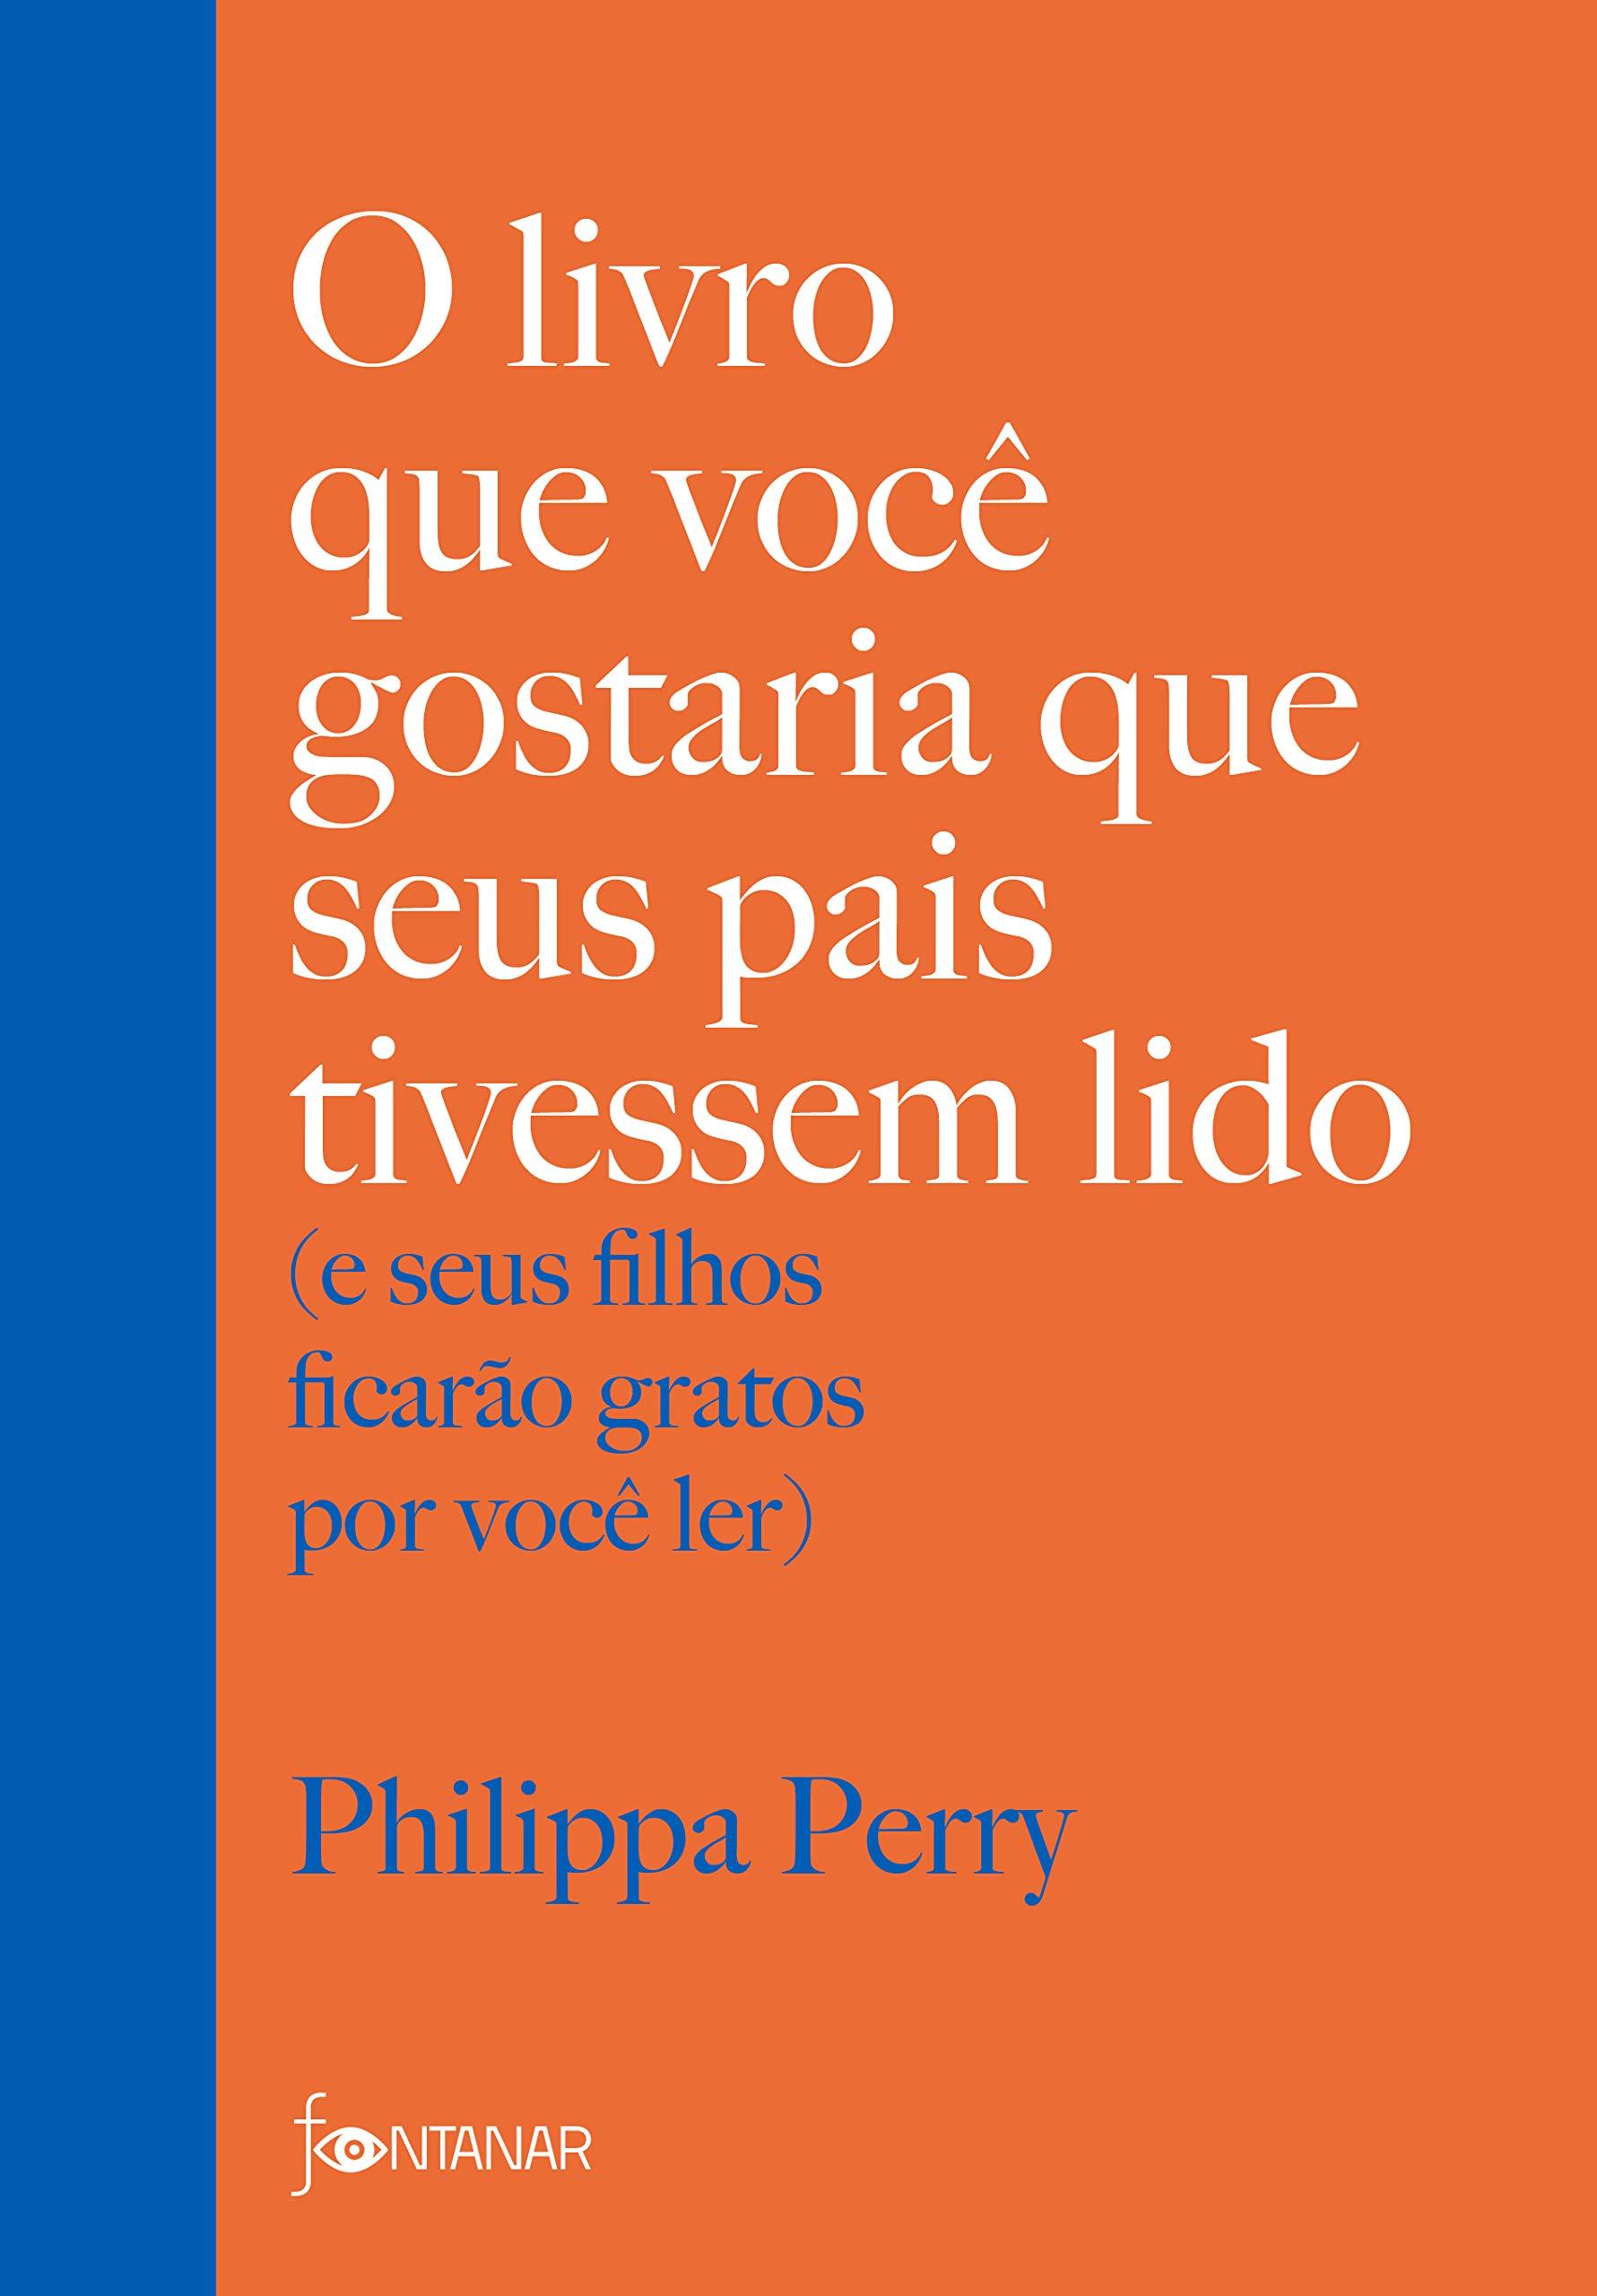 O livro
que você
gostaria que
seus pais
tivessem lido
(e seus filhos
ficarão gratos
por você ler)
Philippa Perry
fONTANAR